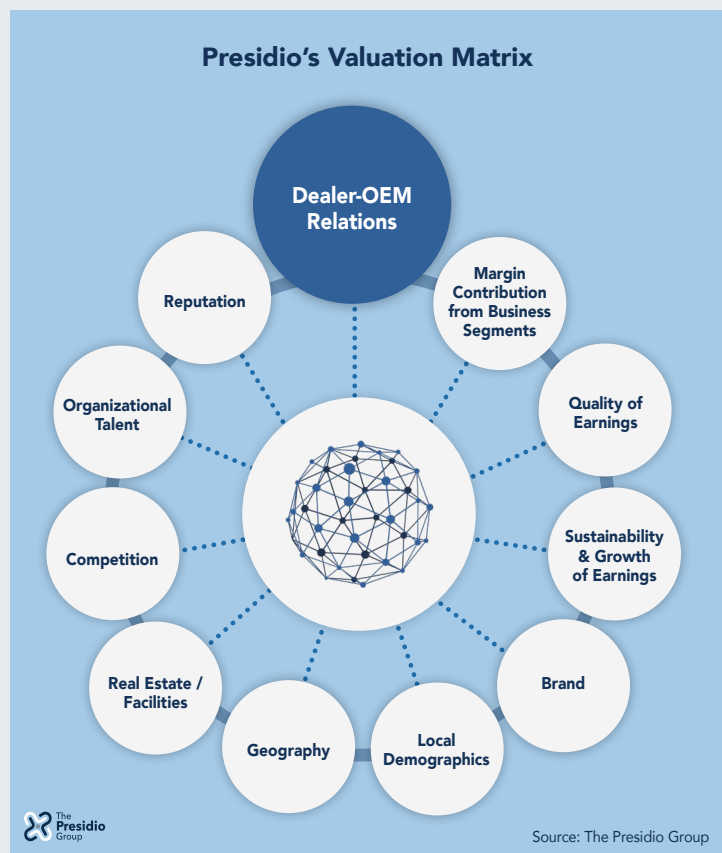 Presidio's Valuation Matrix
Dealer-OEM
Relations
Margin
Contribution
from Business
Segments
Quality of
Earnings
Sustainability
& Growth
of Earnings
Brand
Local
Demographics
Geography
Real Estate /
Facilities
Competition
Organizational
Talent
Reputation
The
Presidio
Group
Source: The Presidio Group